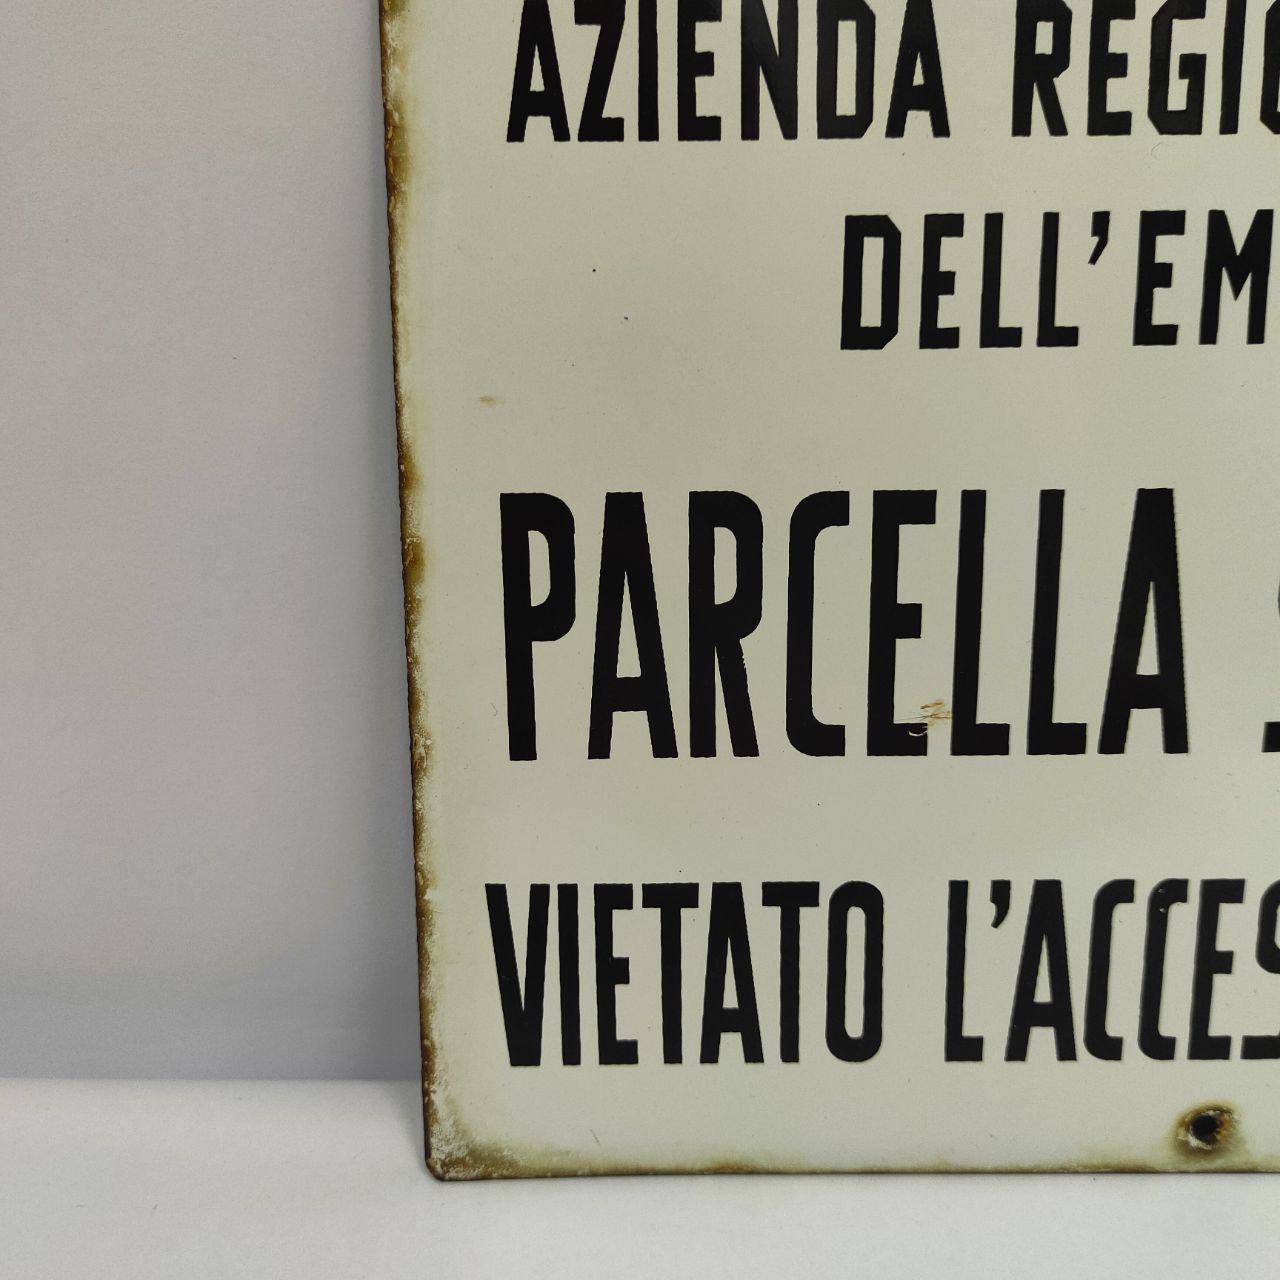 AZIENDA REGIO
DELL'EM
PARCELLA S
VIETATO L'ACCES